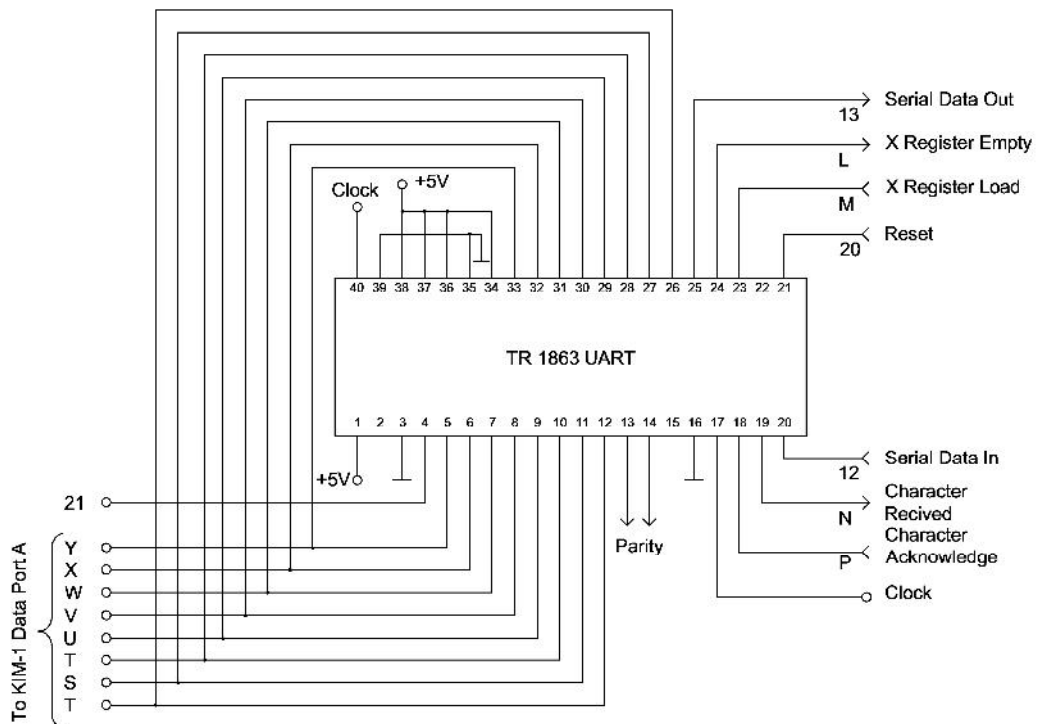 Serial Data Out
13
X Register Empty
L
X Register Load
M
Reset
20
Clock
+5V
40 39 38 37 36 35 34 33 32 31 30 29 28 27 26 25 24 23 22 21
TR 1863 UART
1 2 3 4 5 6 7 8 9 10 11 12 13 14 15 16 17 18 19 20
+5V
Serial Data In
12
Character
Recived
N
Character
Acknowledge
P
Clock
Parity
21
To KIM-1 Data Port A
Y
X
W
V
U
T
S
T